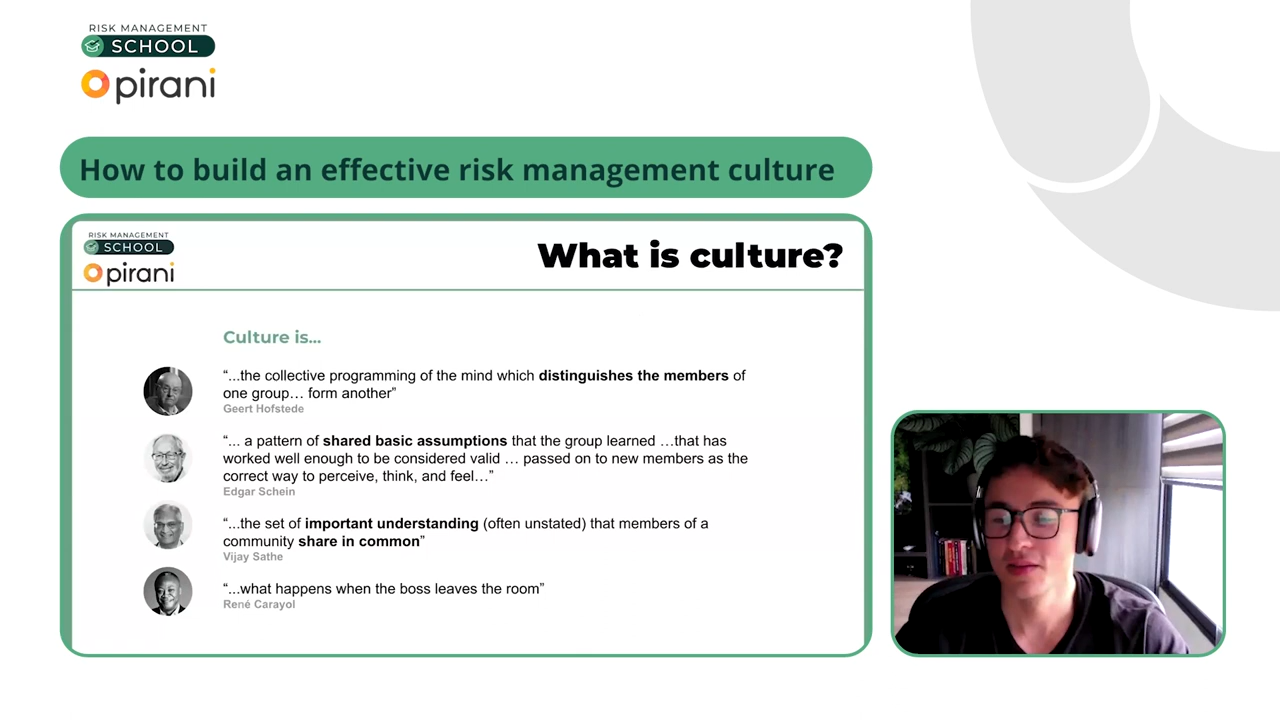 RISK MANAGEMENT
SCHOOL
pirani
How to build an effective risk management culture
RISK MANAGEMENT
SCHOOL
pirani
What is culture?
Culture is...
“...the collective programming of the mind which distinguishes the members of
one group… form another”
Geert Hofstede
“... a pattern of shared basic assumptions that the group learned …that has
worked well enough to be considered valid … passed on to new members as the
correct way to perceive, think, and feel…”
Edgar Schein
“...the set of important understanding (often unstated) that members of a
community share in common”
Vijay Sathe
“...what happens when the boss leaves the room”
René Carayol